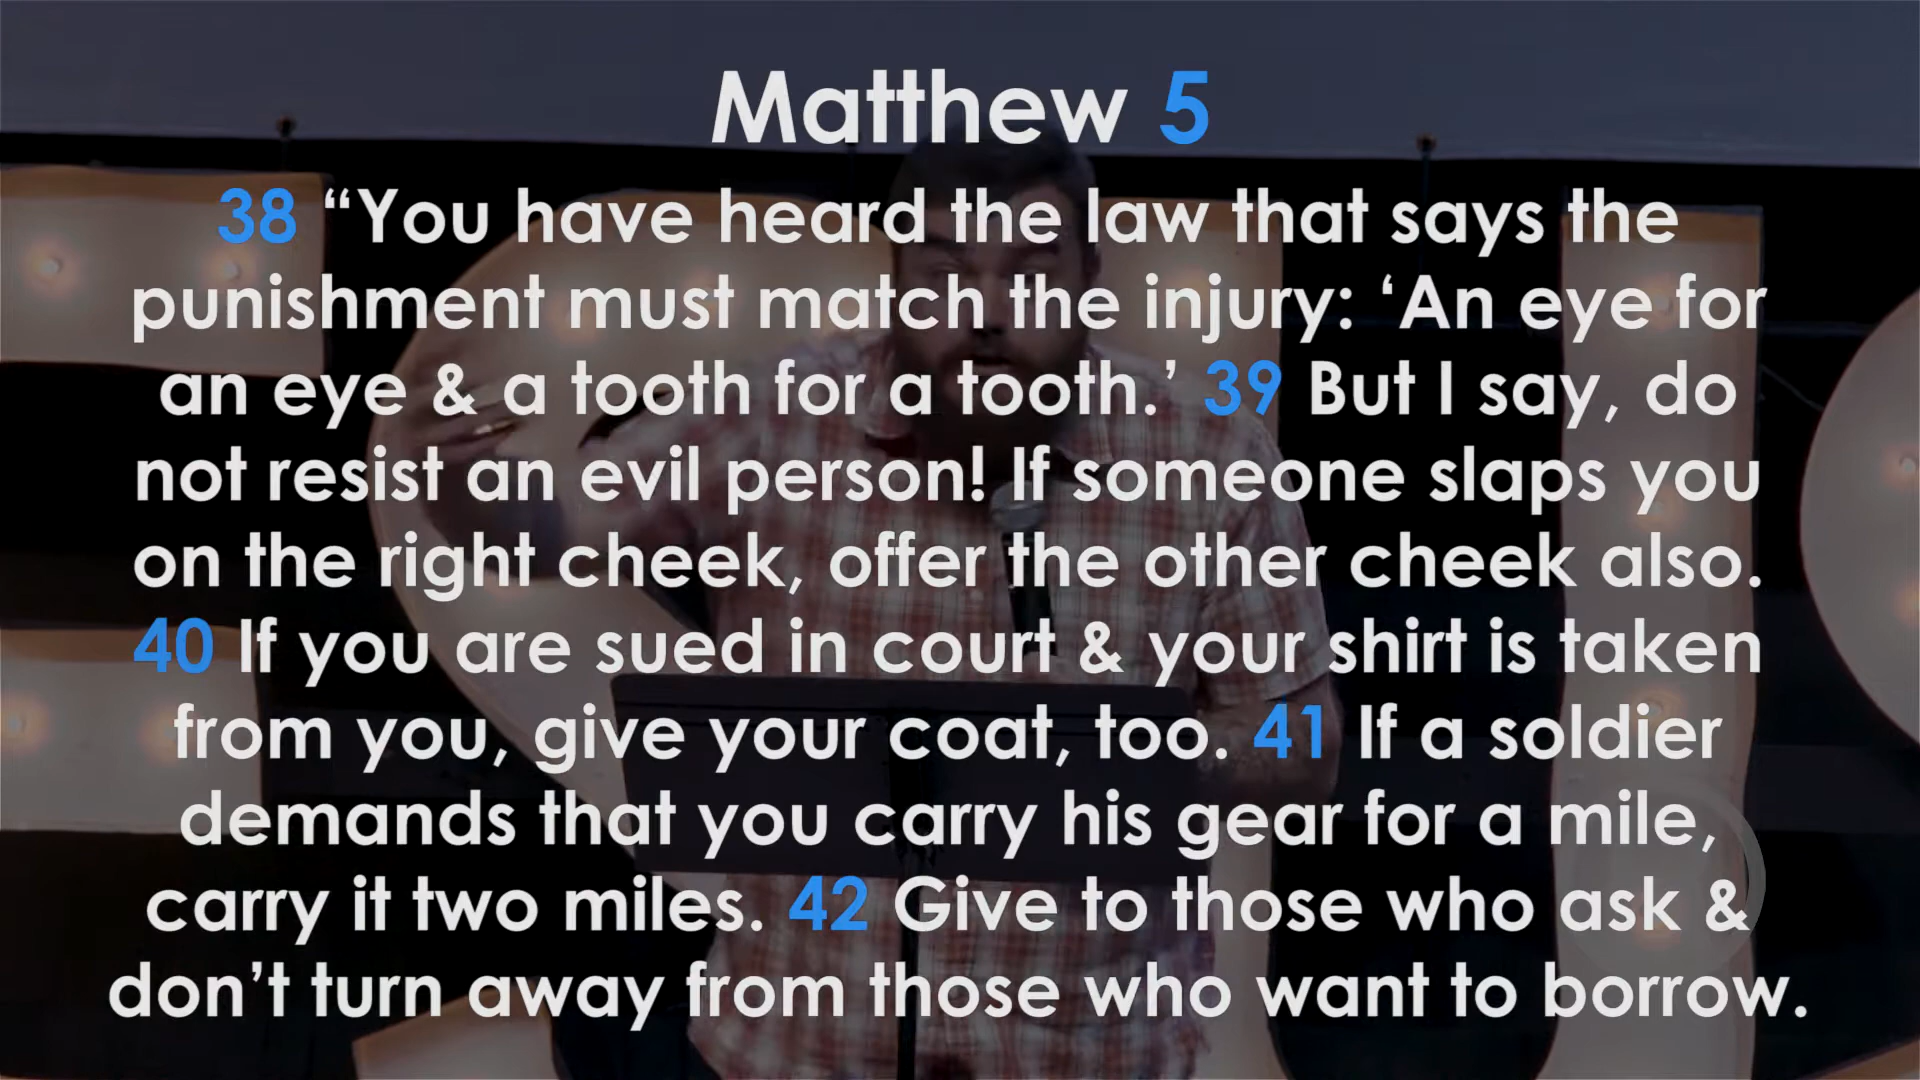 Matthew 5
38 “You have heard the law that says the
punishment must match the injury: ‘An eye for
an eye & a tooth for a tooth.’ 39 But I say, do
not resist an evil person! If someone slaps you
on the right cheek, offer the other cheek also.
40 If you are sued in court & your shirt is taken
from you, give your coat, too. 41 If a soldier
demands that you carry his gear for a mile,
carry it two miles. 42 Give to those who ask &
don’t turn away from those who want to borrow.